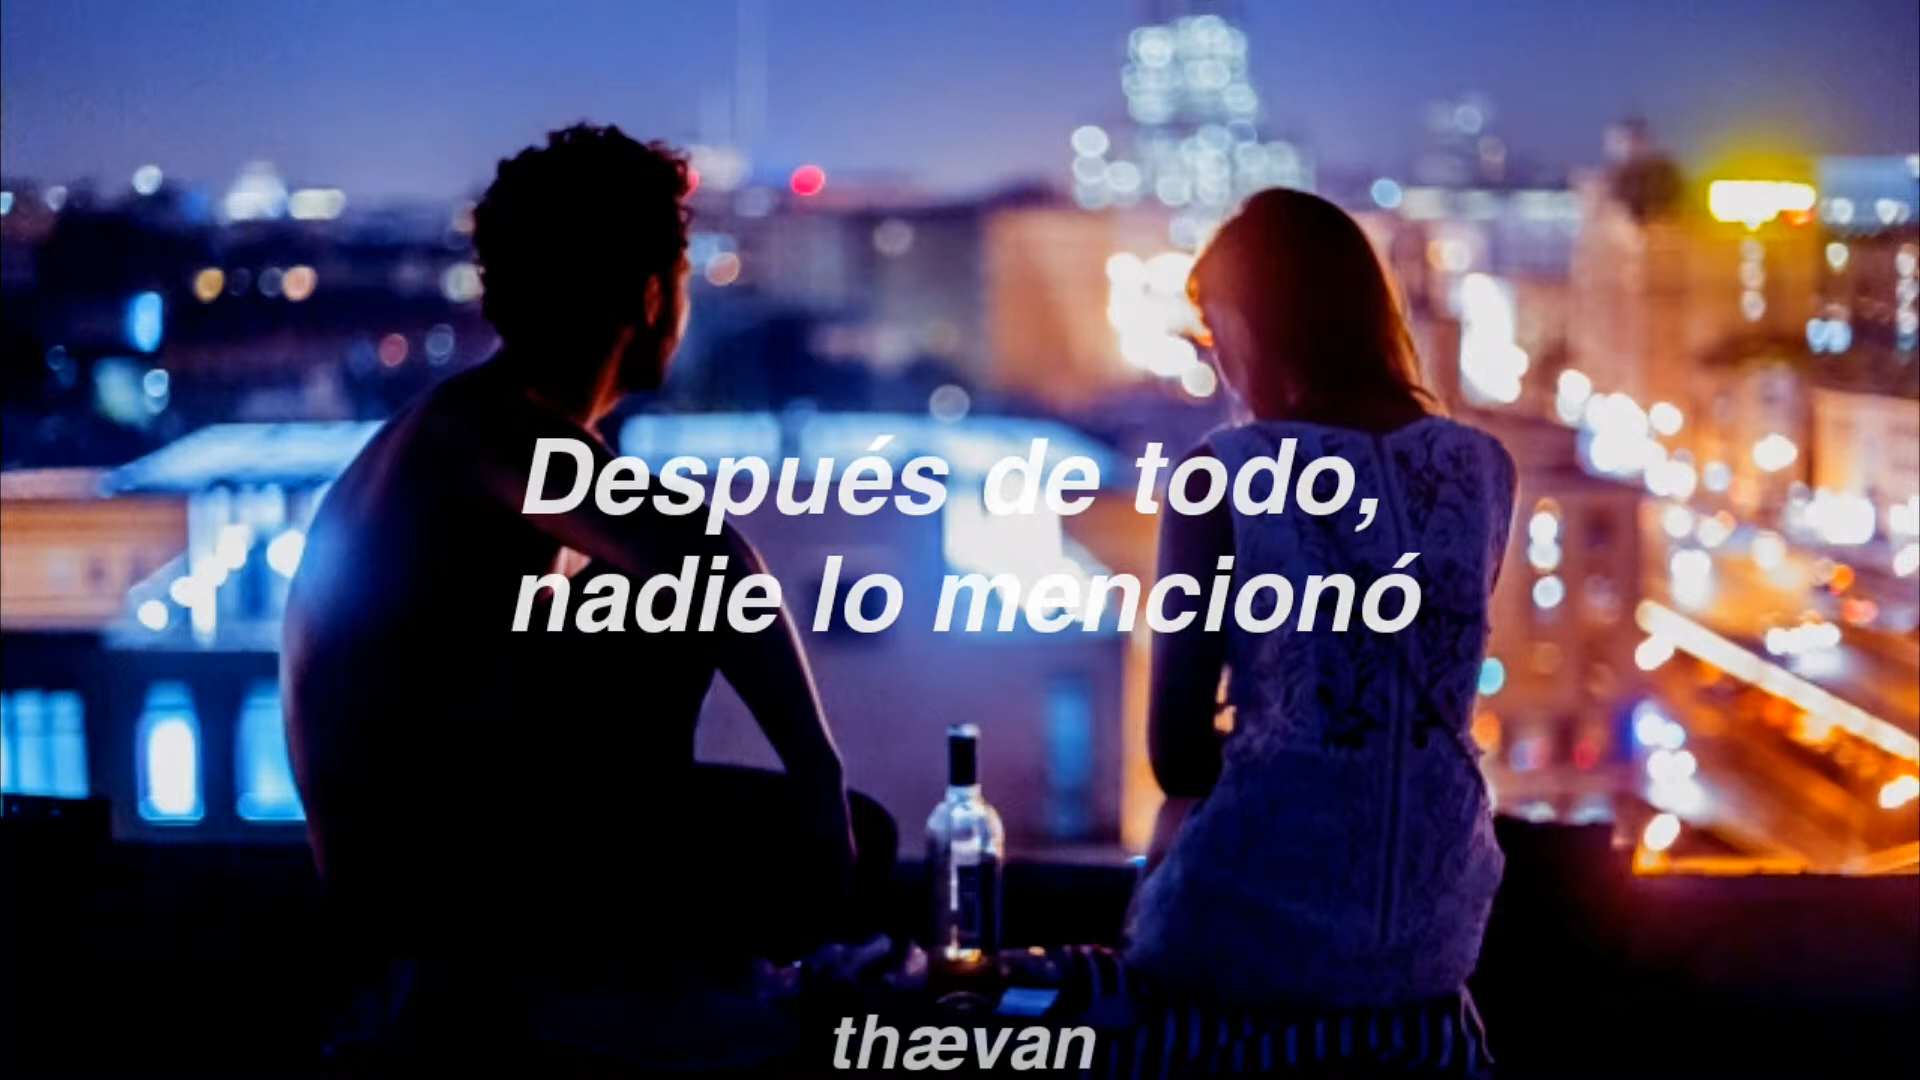 Después de todo,
nadie lo mencionó
thævan